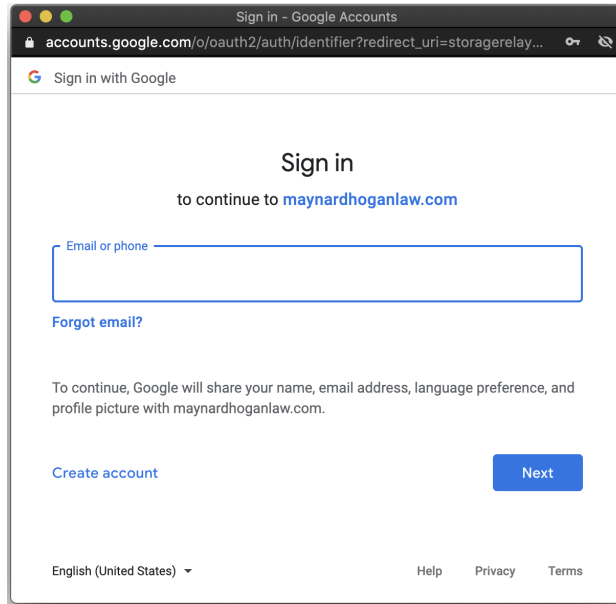 Sign in - Google Accounts
accounts.google.com/o/oauth2/auth/identifier?redirect_uri=storagerelay...
Sign in with Google
Sign in
to continue to maynardhoganlaw.com
Email or phone
Forgot email?
To continue, Google will share your name, email address, language preference, and
profile picture with maynardhoganlaw.com.
Create account
Next
English (United States)
Help Privacy Terms